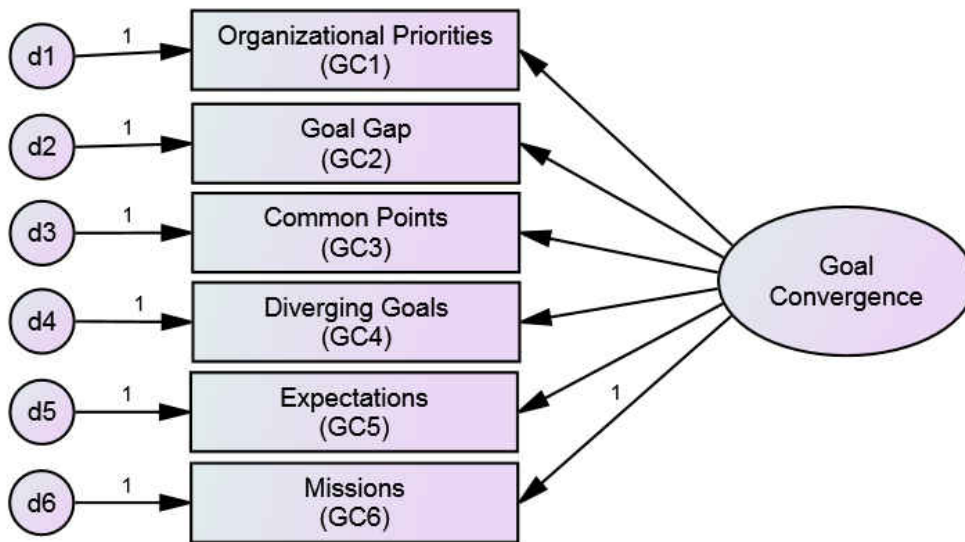 d1
1
Organizational Priorities
(GC1)
d2
1
Goal Gap
(GC2)
d3
1
Common Points
(GC3)
d4
1
Diverging Goals
(GC4)
d5
1
Expectations
(GC5)
d6
1
Missions
(GC6)
1
Goal
Convergence